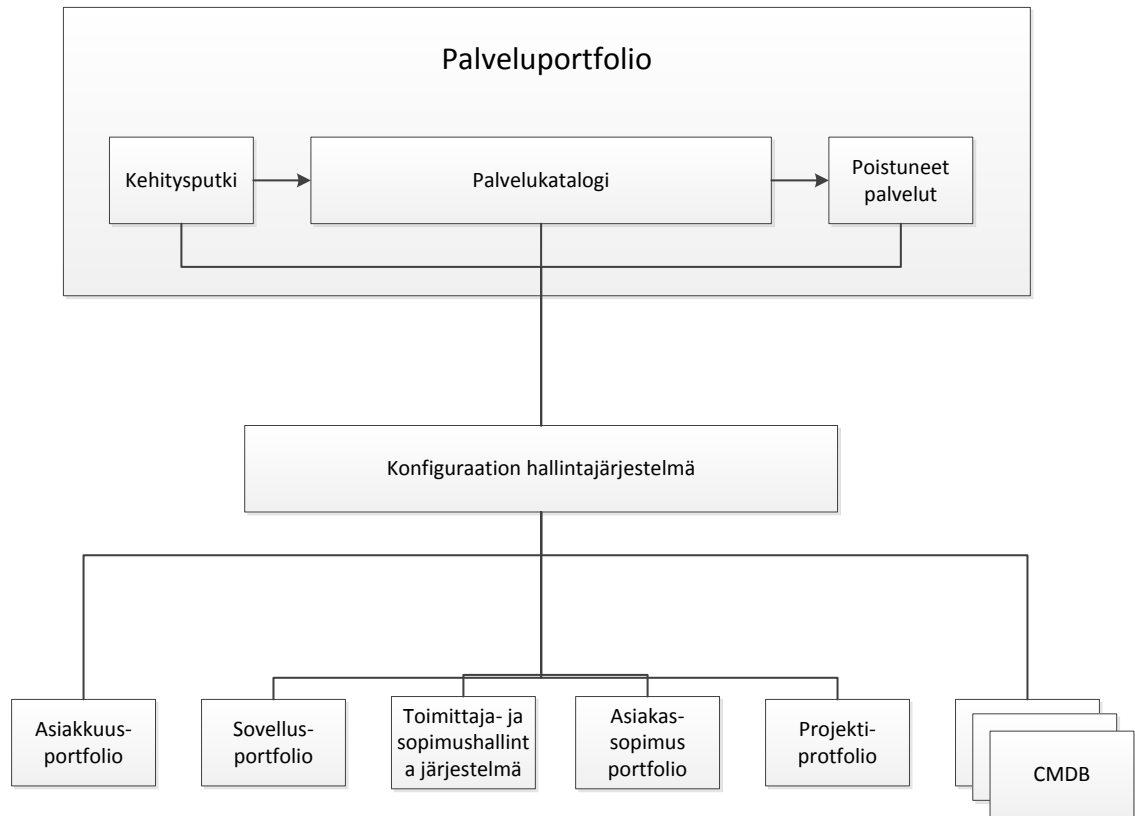 Palveluportfolio
Kehitysputki
Palvelukatalogi
Poistuneet
palvelut
Konfiguraation hallintajärjestelmä
Asiakkuus-
portfolio
Sovellus-
portfolio
Toimittaja- ja
sopimushallint
a järjestelmä
Asiakas-
sopimus
portfolio
Projekti-
protfolio
CMDB